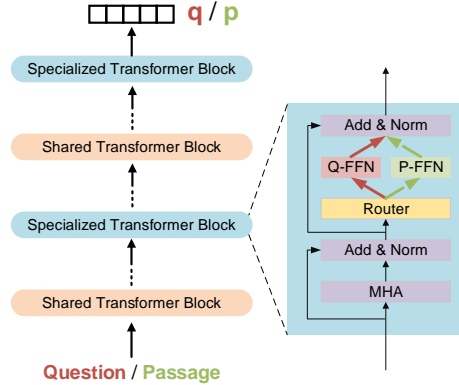 q / p
Specialized Transformer Block
Shared Transformer Block
Specialized Transformer Block
Shared Transformer Block
Question / Passage
Add & Norm
Q-FFN P-FFN
Router
Add & Norm
MHA